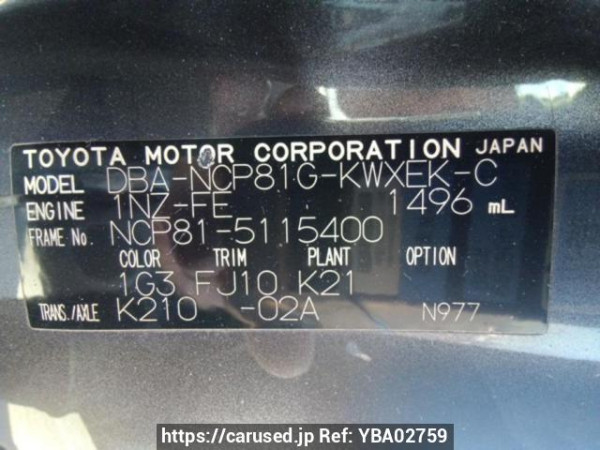 TOYOTA MOTOR CORPORATION JAPAN
MODEL DBA-NCP81G-KWXEK-C
ENGINE 1NZ-FE 1496 mL
FRAME No. NCP81-5115400
COLOR TRIM PLANT OPTION
1G3 FJ10 K21
TRANS./AXLE K210 -02A N977
https://carused.jp Ref: YBA02759